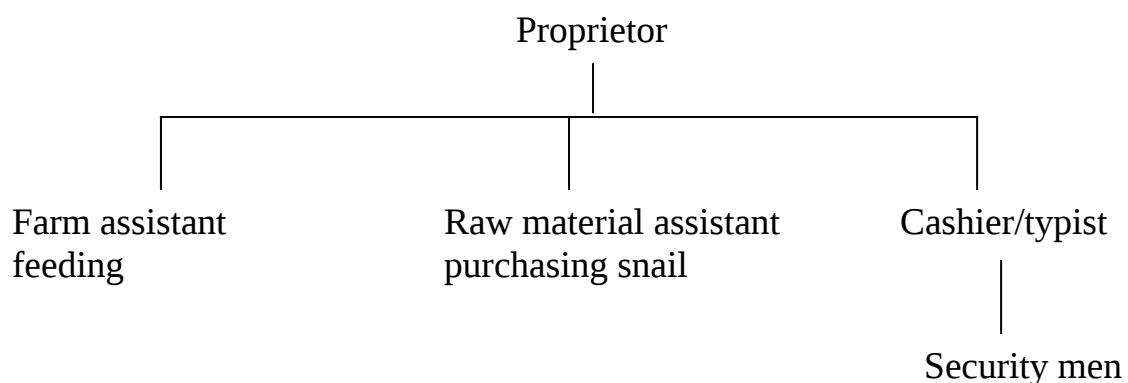 Proprietor
Farm assistant
feeding
Raw material assistant
purchasing snail
Cashier/typist
Security men